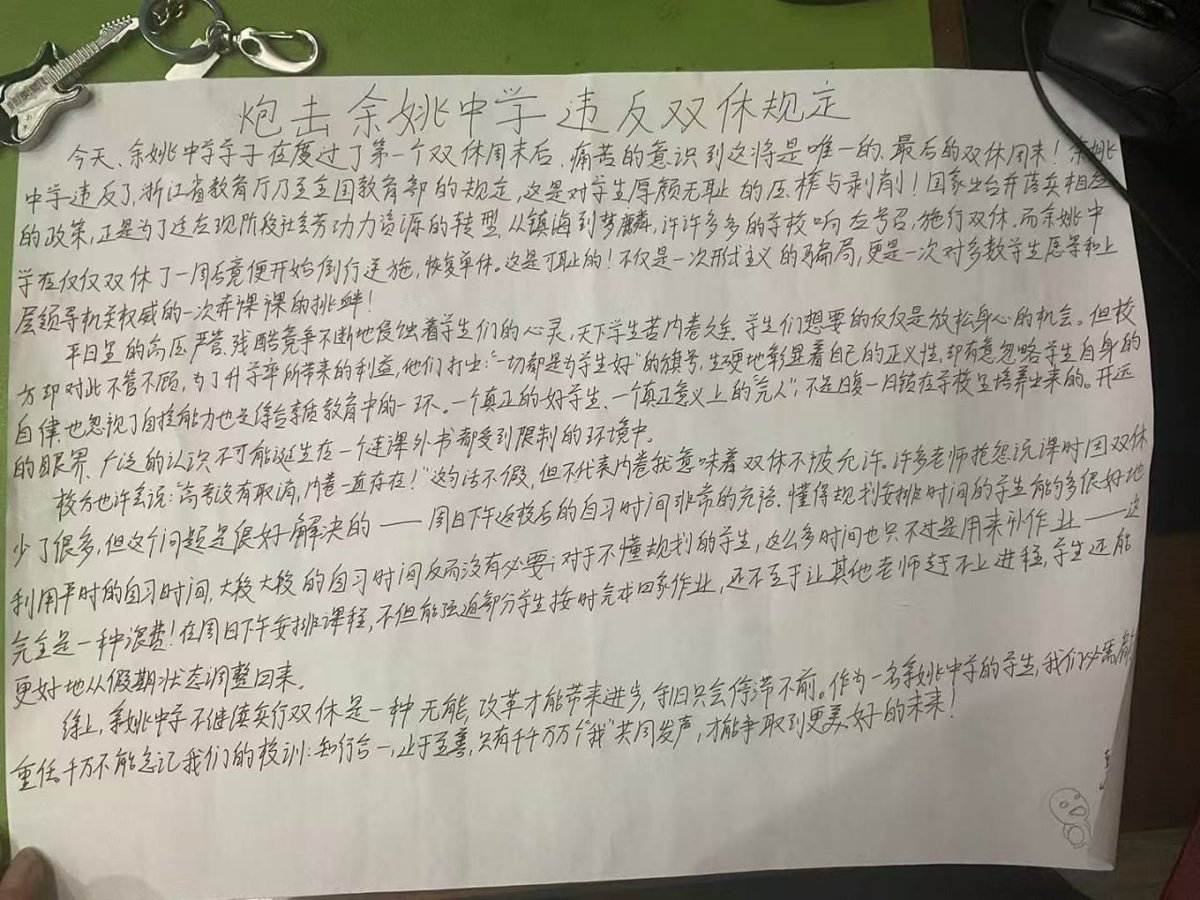 炮击余姚中学违反双休规定
今天、余姚中学学子在度过了第一个双休周末后、痛苦的意识到这将是唯一的、最后的双休周末！余姚
中学违反了,浙江省教育厅乃至全国教育部的规定,这是对学生厚颜无耻的压榨与剥削！国家出台并落实相应
的政策,正是为了适应现阶段社会劳动力资源的转型.从镇海到梦麟,许许多多的学校响应号召,施行双休.而余姚中
学在仅仅双休了一周后竟便开始倒行逆施,恢复单休。这是可耻的！不仅是一次形式主义的骗局,更是一次对多数学生愿景和上
层领导机关权威的一次赤裸裸的挑衅！
平日里的高压严管、残酷竞争不断地侵蚀着学生们的心灵,天下学生苦内卷久矣.学生们想要的仅仅是放松身心的机会。但校
方却对此不管不顾,为了升学率所带来的利益,他们打出:“一切都是为学生好”的旗号,生硬地彰显着自己的正义性,却有意忽略学生自身的
自律,也忽视了自控能力也是综合素质教育中的一环。一个真正的好学生、一个真正意义上的“完人”,不是日复一日锁在学校里培养出来的。开远
的眼界、广泛的认识不可能诞生在一个连课外书都受到限制的环境中。
校方也许会说:“高考没有取消,内卷一直存在！”这句话不假,但不代表内卷就意味着双休不被允许.许多老师抱怨说课时因双休
少了很多,但这个问题是很好解决的——周日下午返校后的自习时间非常的充裕.懂得规划安排时间的学生能够多很好地
利用平时的自习时间,大段大段的自习时间反而没有必要;对于不懂规划的学生,这么多时间也只不过是用来补作业——这
完全是一种浪费！在周日下午安排课程,不但能强迫部分学生按时完成回家作业,还不至于让其他老师赶不上进程,学生还能
更好地从假期状态调整回来。
综上,余姚中学不继续实行双休是一种无能,改革才能带来进步,守旧只会停滞不前。作为一名余姚中学的学生,我们必需肩
重任,千万不能忘记我们的校训:知行合一,止于至善,只有千千万万个“我”共同发声,才能争取到更美好的未来！